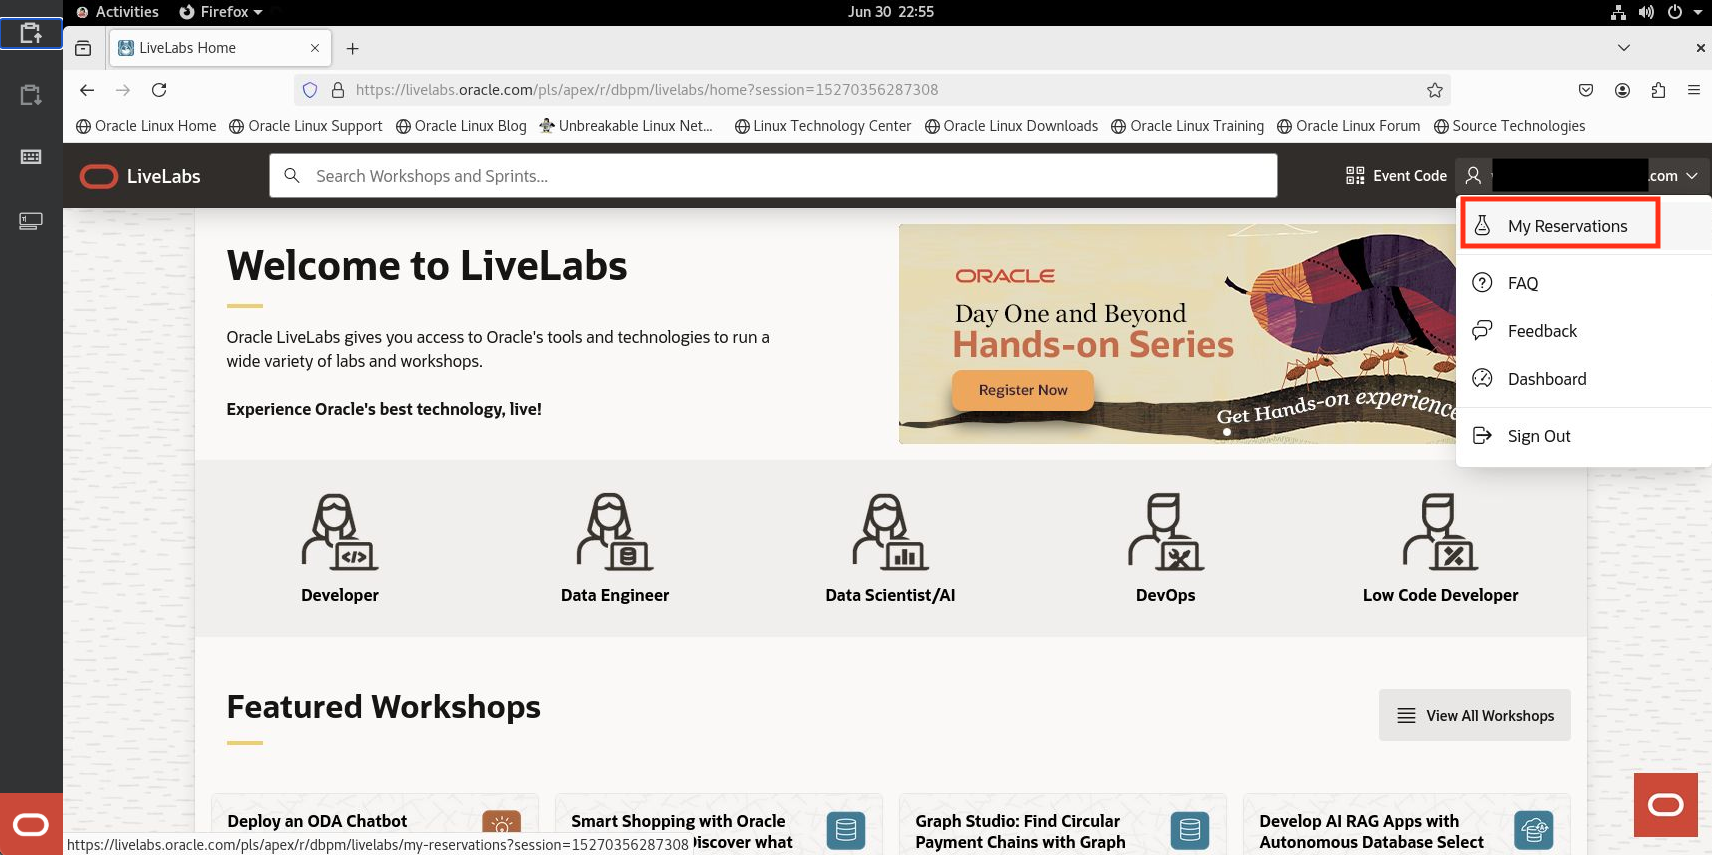 Activities
Firefox
Jun 30 22:55
LiveLabs Home
https://livelabs.oracle.com/pls/apex/r/dbpm/livelabs/home?session=15270356287308
Oracle Linux Home
Oracle Linux Support
Oracle Linux Blog
Unbreakable Linux Net...
Linux Technology Center
Oracle Linux Downloads
Oracle Linux Training
Oracle Linux Forum
Source Technologies
LiveLabs
Search Workshops and Sprints...
Event Code
.com
My Reservations
FAQ
Feedback
Dashboard
Sign Out
Welcome to LiveLabs
Oracle LiveLabs gives you access to Oracle's tools and technologies to run a
wide variety of labs and workshops.
Experience Oracle's best technology, live!
ORACLE
Day One and Beyond
Hands-on Series
Register Now
Get Hands-on experience
Developer
Data Engineer
Data Scientist/AI
DevOps
Low Code Developer
Featured Workshops
View All Workshops
Deploy an ODA Chatbot
Smart Shopping with Oracle
Discover what
Graph Studio: Find Circular
Payment Chains with Graph
Develop AI RAG Apps with
Autonomous Database Select
https://livelabs.oracle.com/pls/apex/r/dbpm/livelabs/my-reservations?session=15270356287308